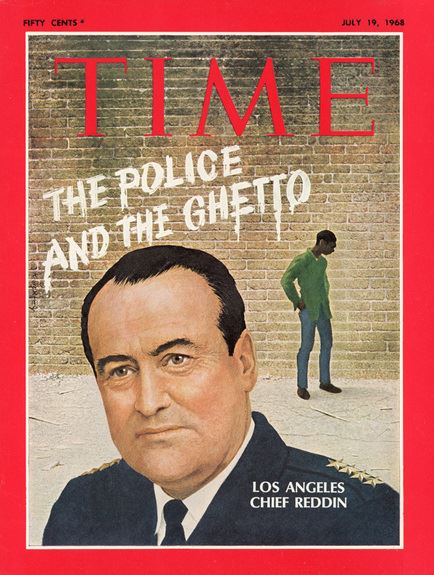 FIFTY CENTS *
JULY 19, 1968
TIME
THE POLICE
AND THE GHETTO
LOS ANGELES
CHIEF REDDIN